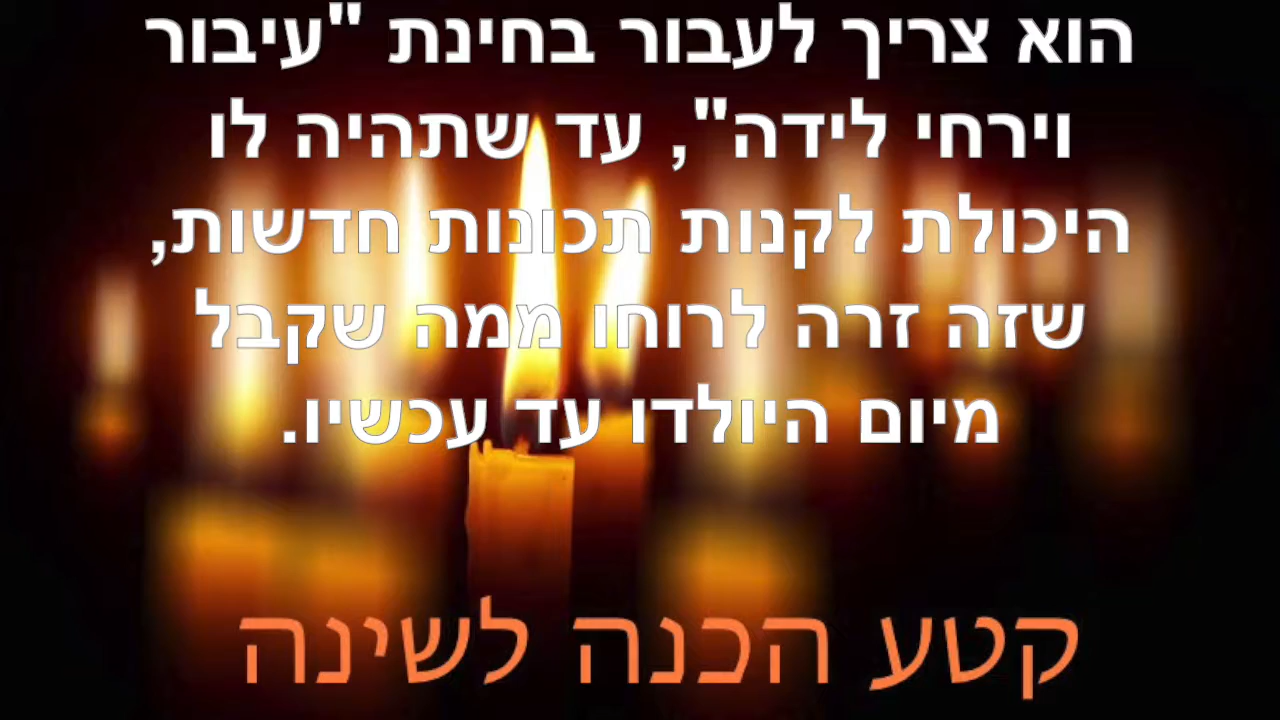 הוא צריך לעבור בחינת "עיבור
וירחי לידה", עד שתהיה לו
היכולת לקנות תכונות חדשות,
שזה זרה לרוחו ממה שקבל
מיום היולדו עד עכשיו.
קטע הכנה לשינה